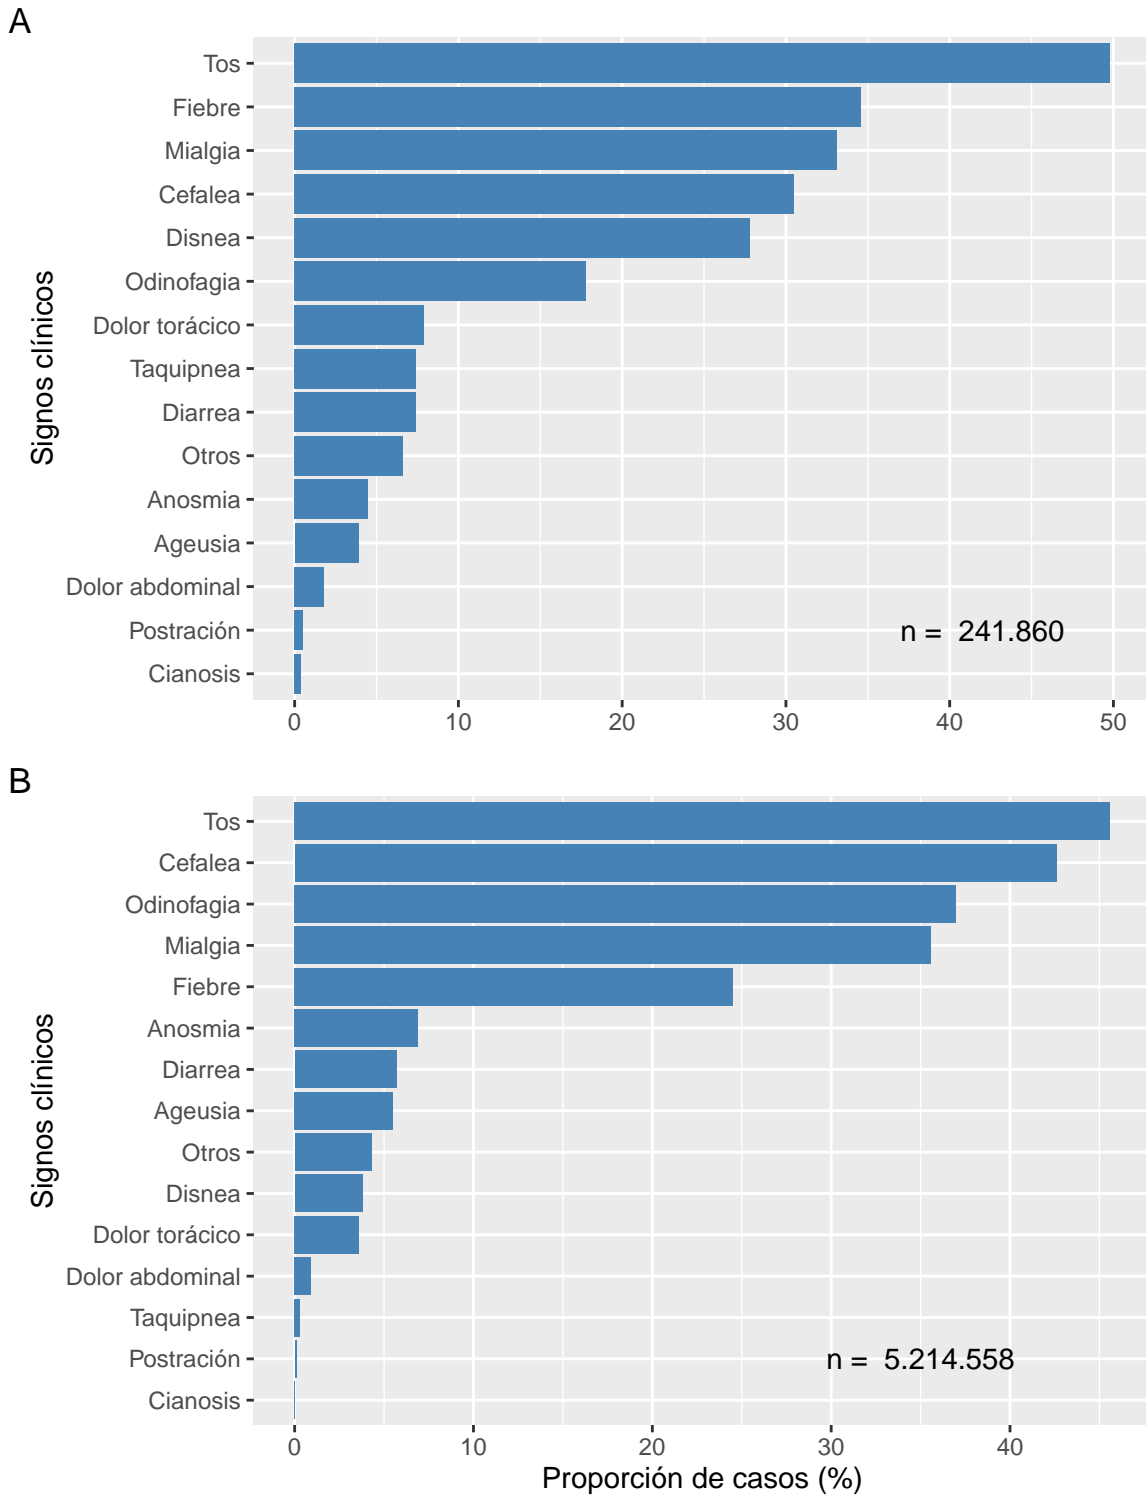 A
Signos clínicos
Tos
Fiebre
Mialgia
Cefalea
Disnea
Odinofagia
Dolor torácico
Taquipnea
Diarrea
Otros
Anosmia
Ageusia
Dolor abdominal
Postración
Cianosis
n =  241.860
0 10 20 30 40 50
B
Signos clínicos
Tos
Cefalea
Odinofagia
Mialgia
Fiebre
Anosmia
Diarrea
Ageusia
Otros
Disnea
Dolor torácico
Dolor abdominal
Taquipnea
Postración
Cianosis
n =  5.214.558
0 10 20 30 40
Proporción de casos (%)